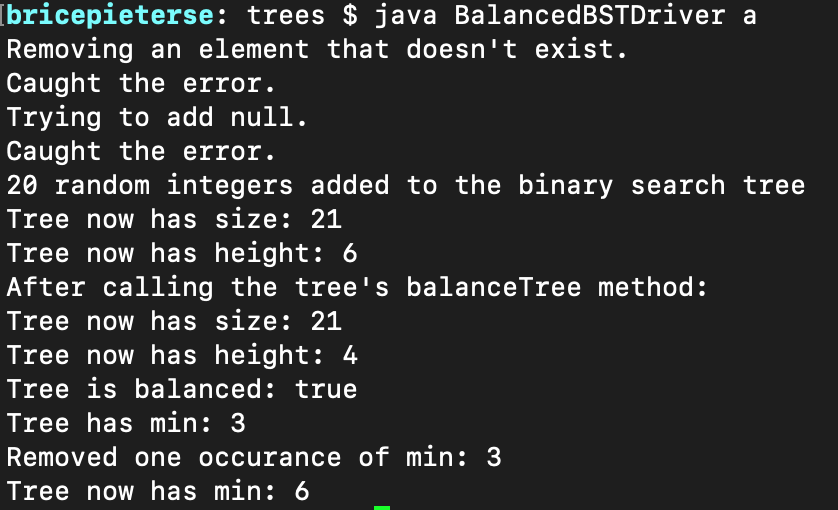 [bricepieterse: trees $ java BalancedBSTDriver a
Removing an element that doesn't exist.
Caught the error.
Trying to add null.
Caught the error.
20 random integers added to the binary search tree
Tree now has size: 21
Tree now has height: 6
After calling the tree's balanceTree method:
Tree now has size: 21
Tree now has height: 4
Tree is balanced: true
Tree has min: 3
Removed one occurance of min: 3
Tree now has min: 6